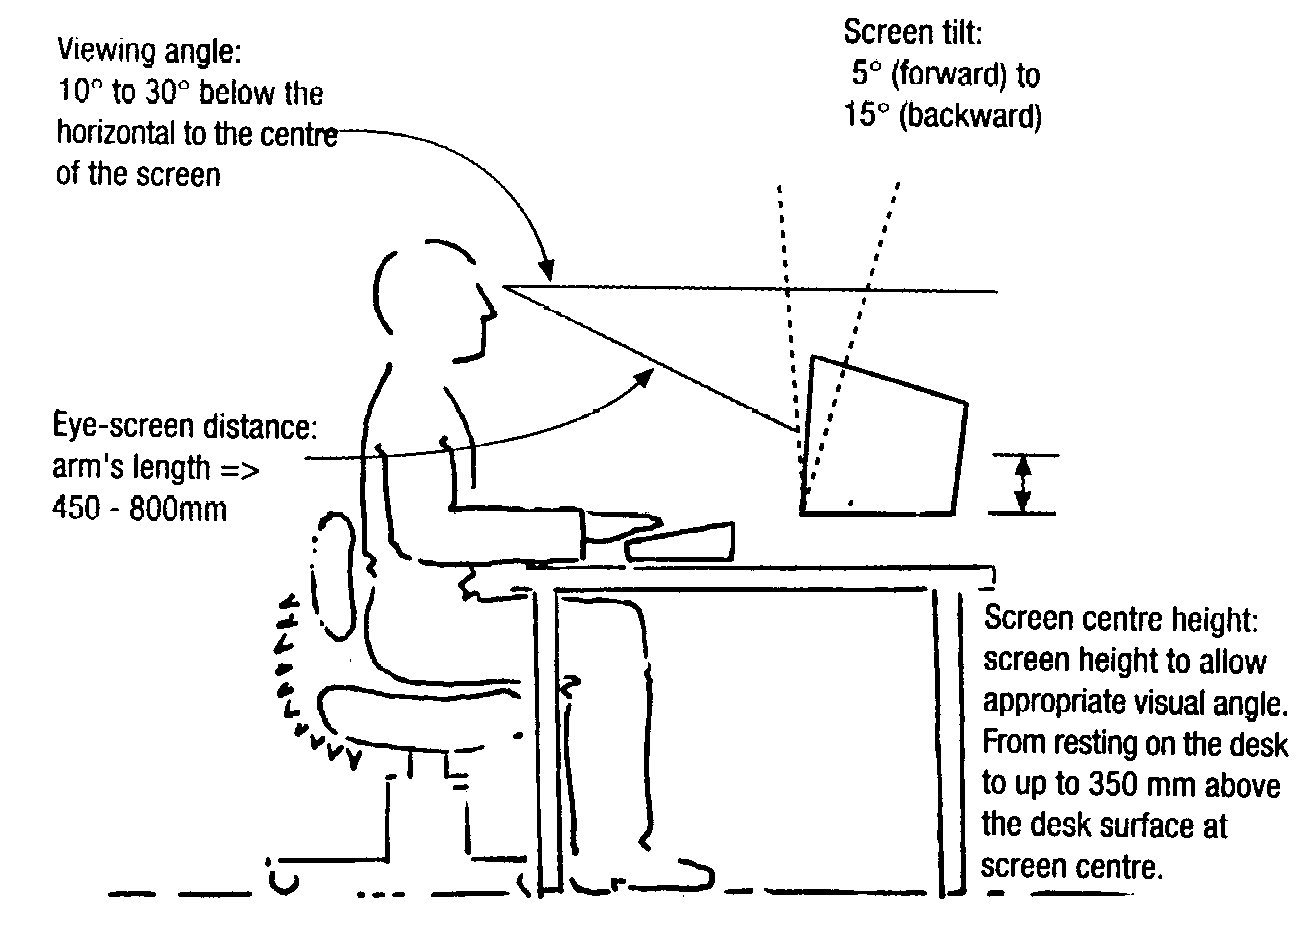 Viewing angle:
10° to 30° below the
horizontal to the centre
of the screen
Screen tilt:
5° (forward) to
15° (backward)
Eye-screen distance:
arm's length =>
450 - 800mm
Screen centre height:
screen height to allow
appropriate visual angle.
From resting on the desk
to up to 350 mm above
the desk surface at
screen centre.